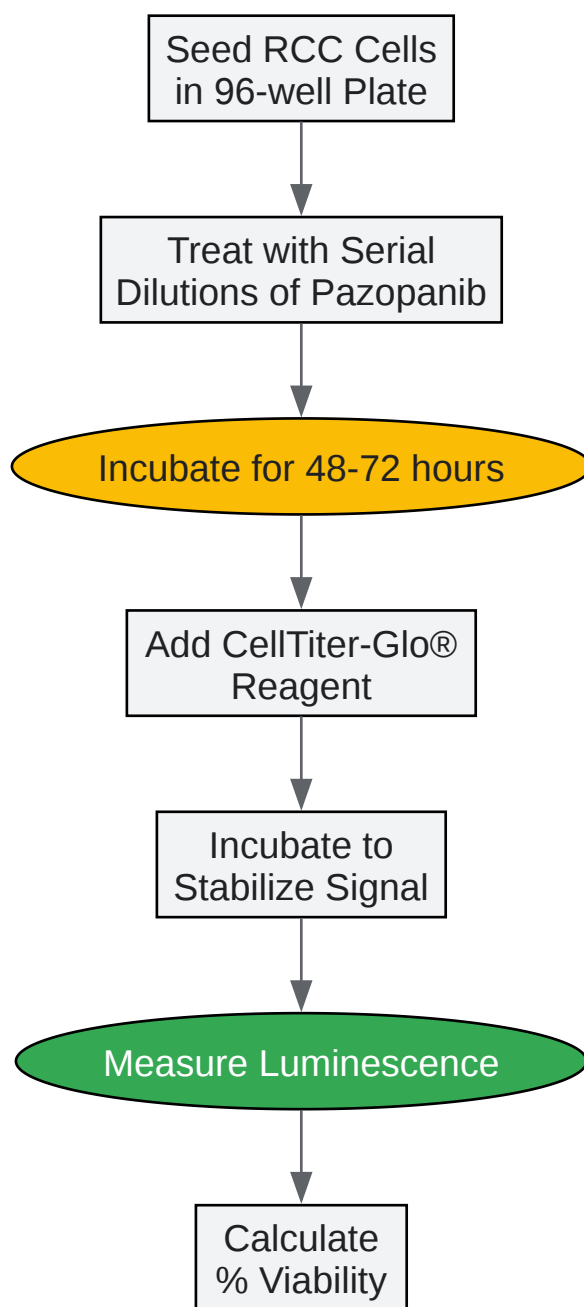 Seed RCC Cells
in 96-well Plate
Treat with Serial
Dilutions of Pazopanib
Incubate for 48-72 hours
Add CellTiter-Glo®
Reagent
Incubate to
Stabilize Signal
Measure Luminescence
Calculate
% Viability